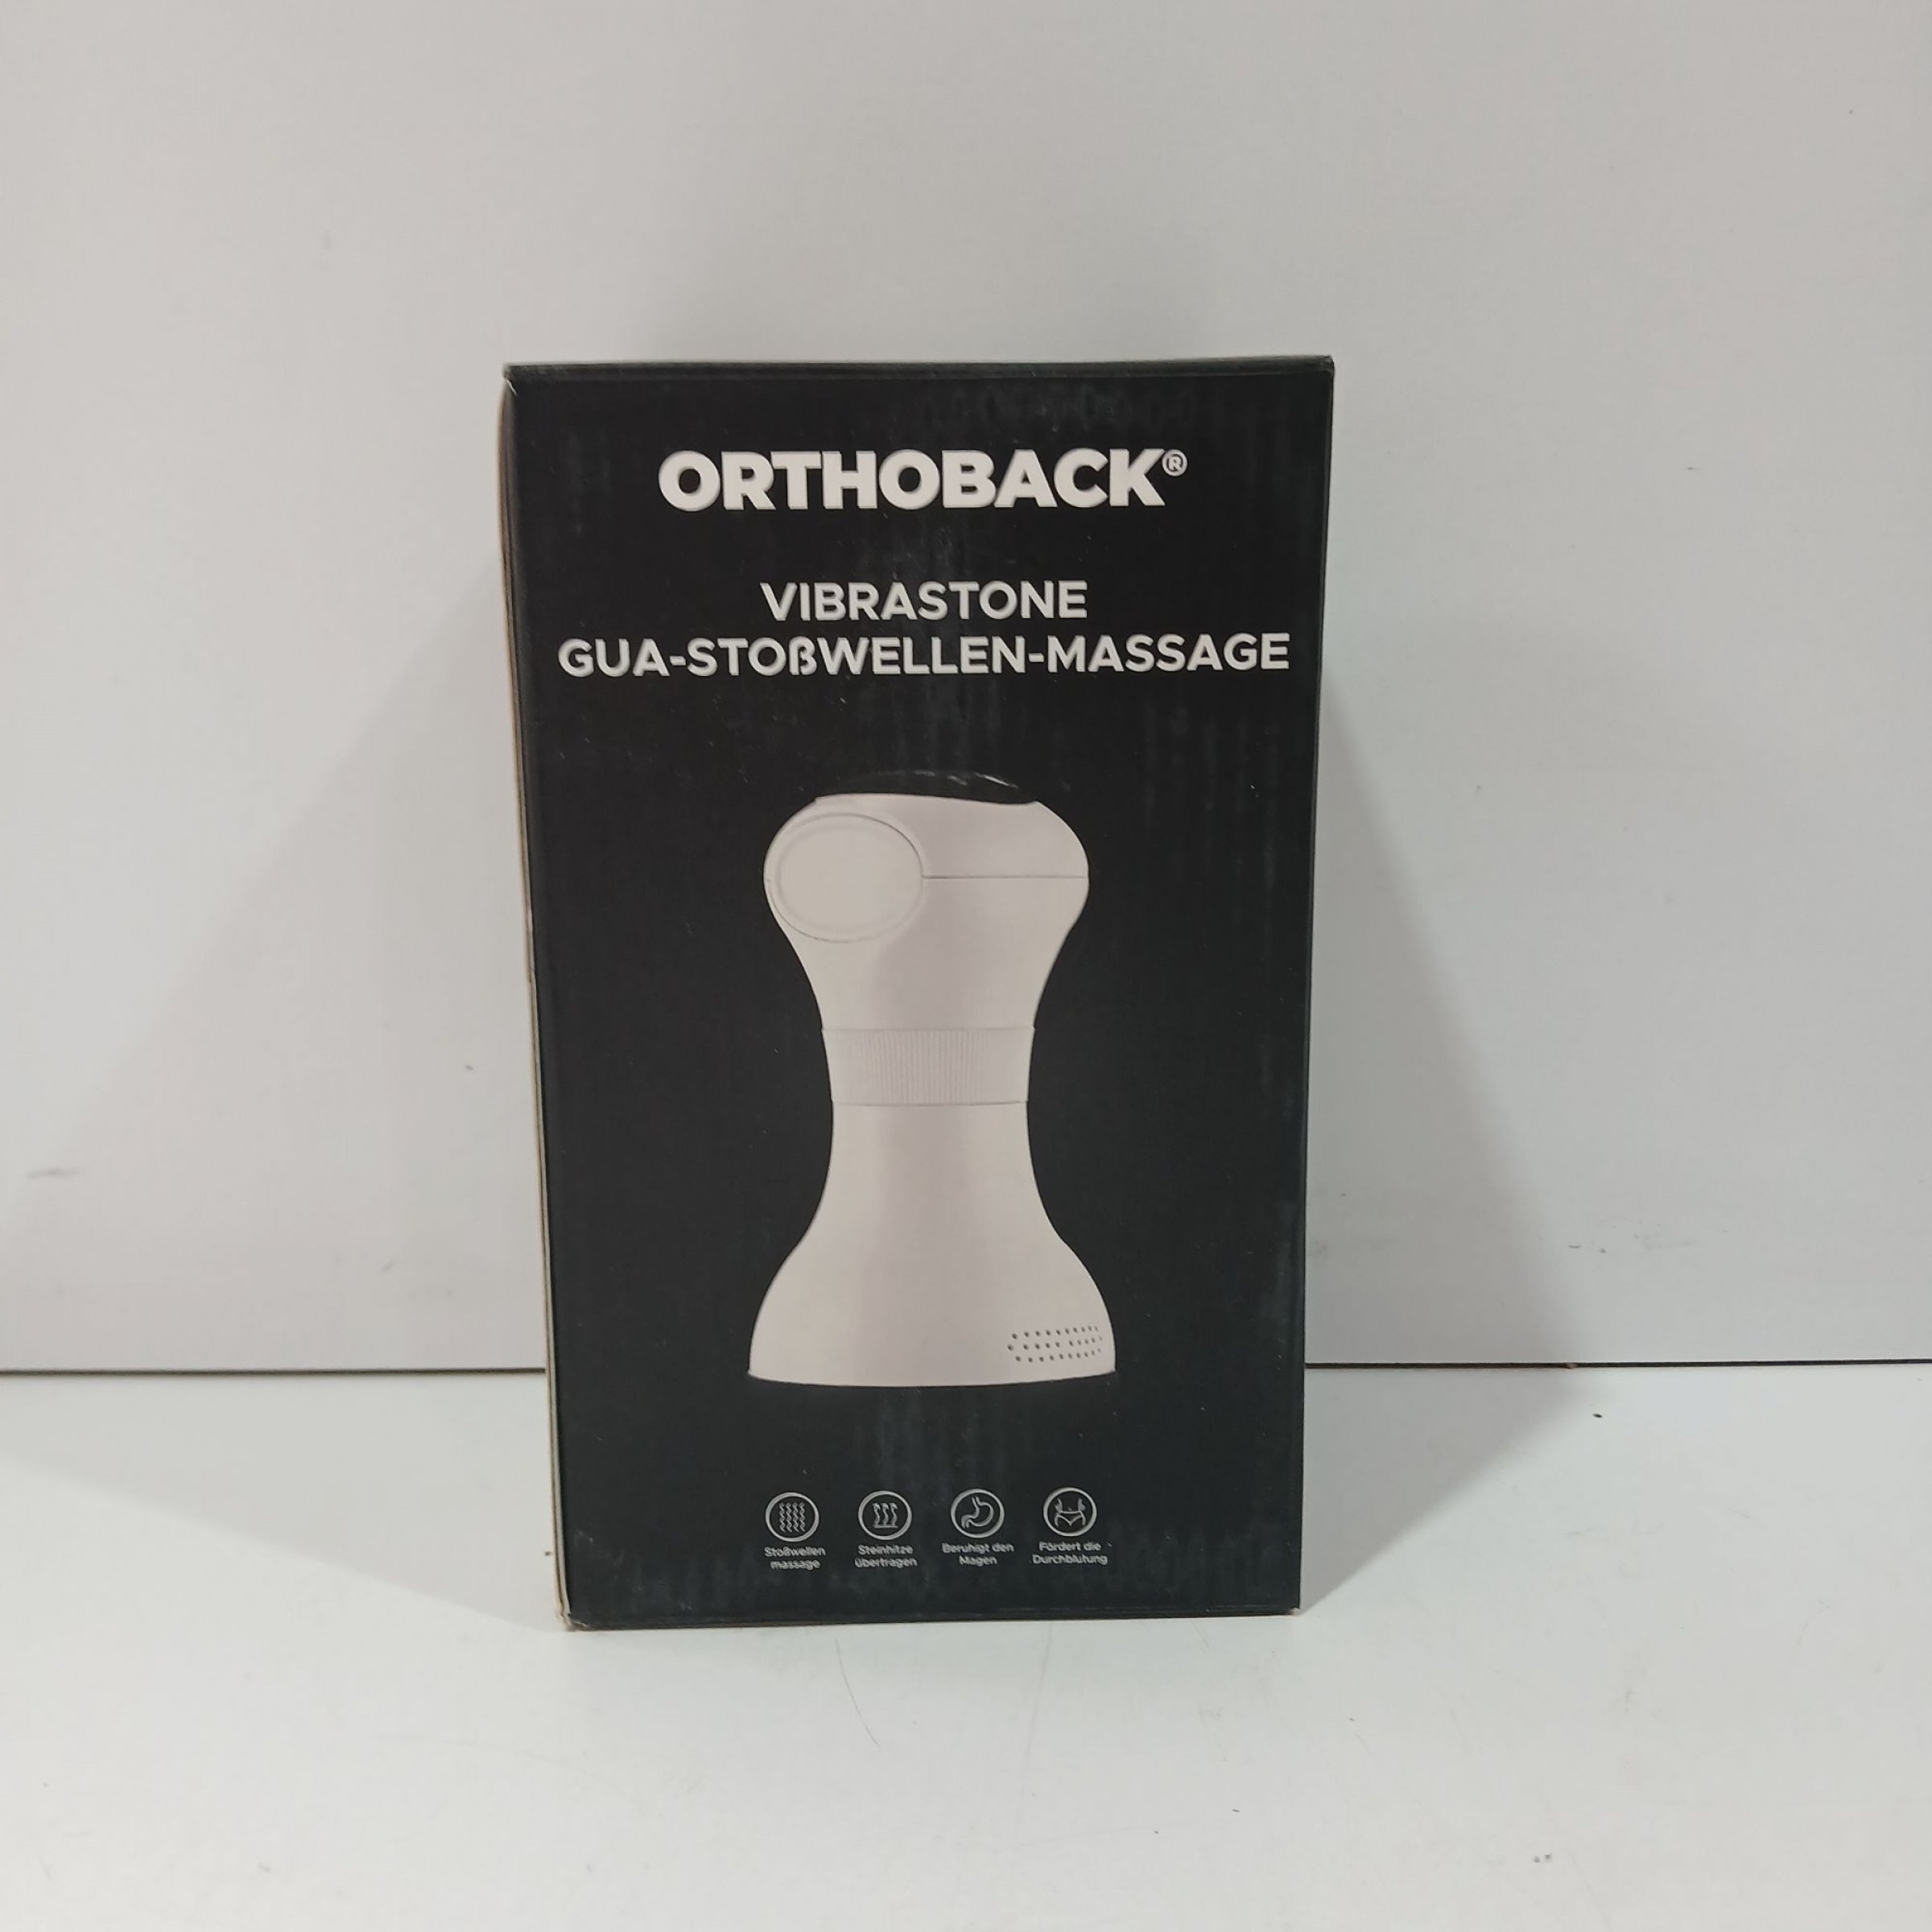 ORTHOBACK®
VIBRASTONE
GUA-STOßWELLEN-MASSAGE
Stoßwellen
massage
Steinhitze
übertragen
Beruhigt den
Magen
Fördert die
Durchblutung